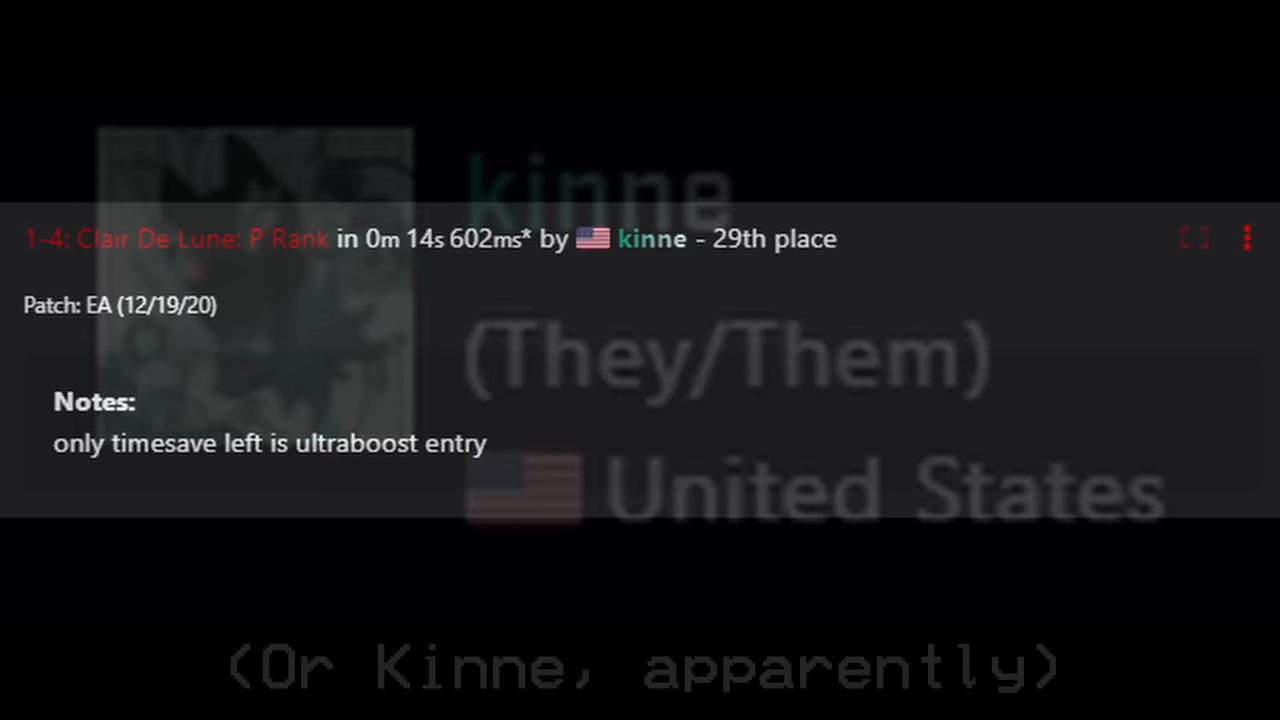 kinne
1-4: Clair De Lune: P Rank in 0m 14s 602ms* by kinne - 29th place
Patch: EA (12/19/20)
(They/Them)
Notes:
only timesave left is ultraboost entry
United States
(Or Kinne, apparently)